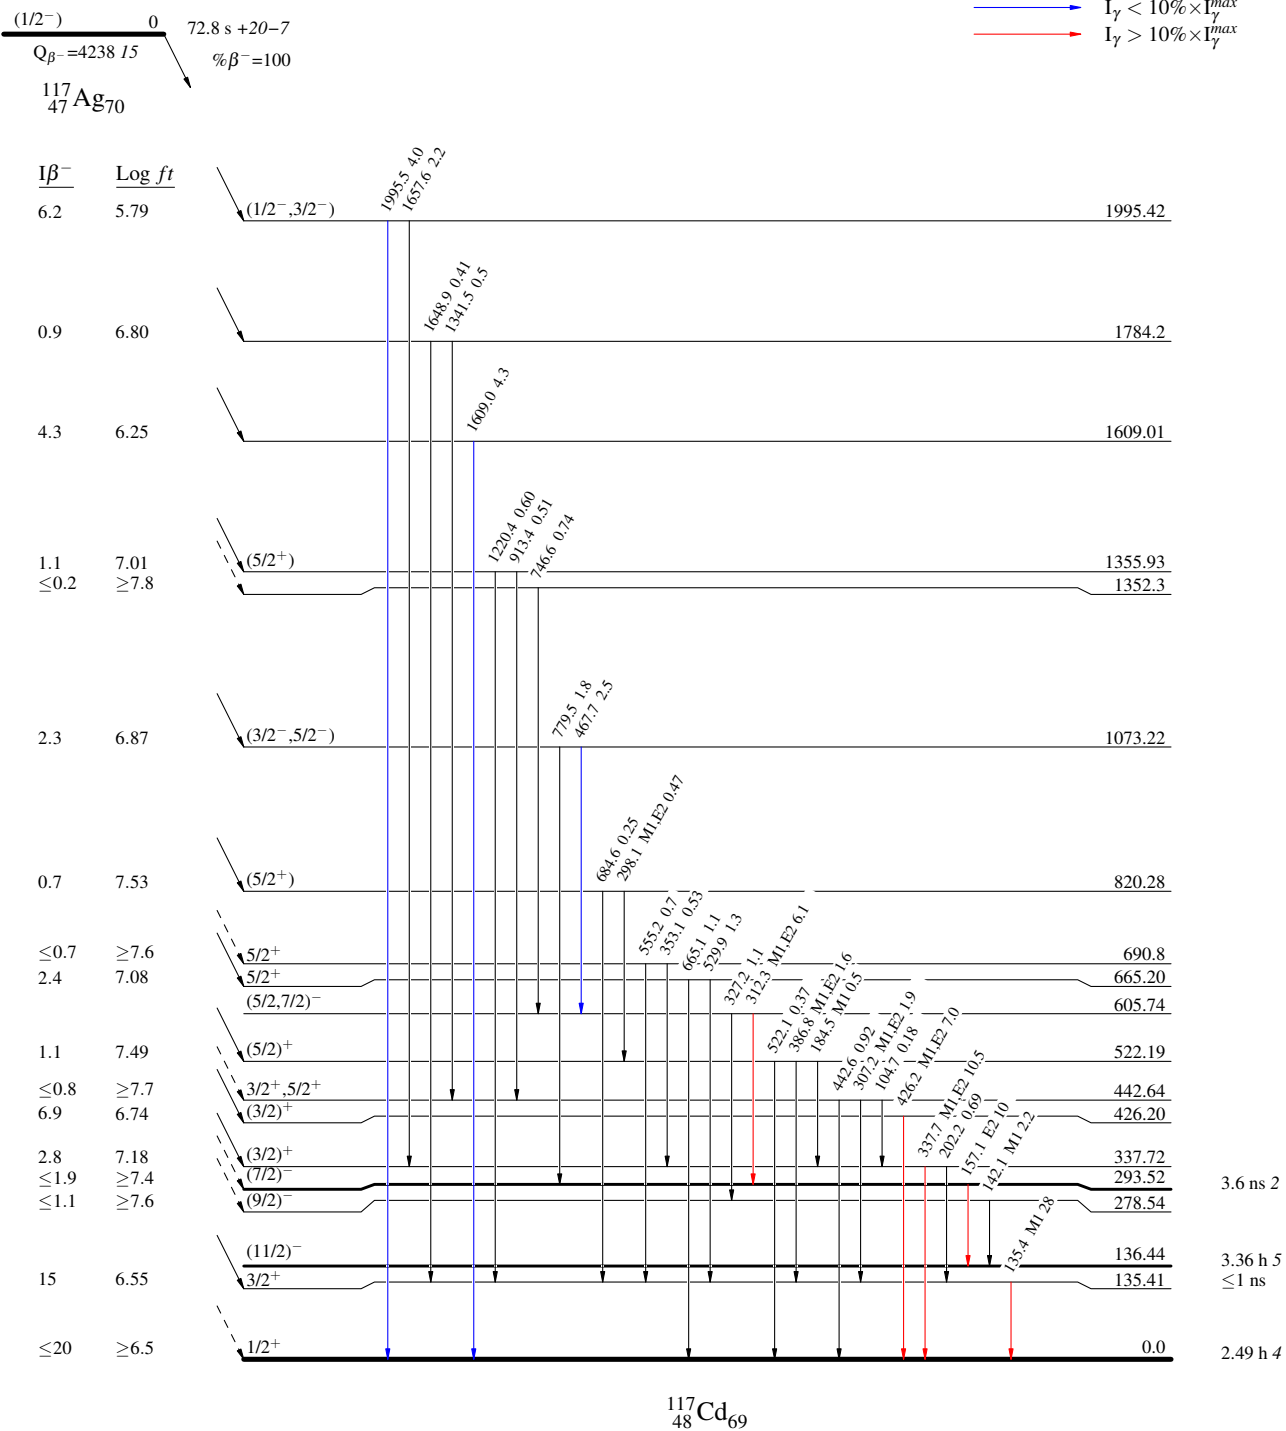 (1/2⁻) 0 72.8 s +20−7
Qβ⁻=4238 15
%β⁻=100
¹¹⁷₄₇Ag₇₀
Iγ < 10%×Iγᵐᵃˣ
Iγ > 10%×Iγᵐᵃˣ
Iβ⁻ Log ft
1995.5 4.0
1657.6 2.2
6.2 5.79 (1/2⁻,3/2⁻) 1995.42
1648.9 0.41
1341.5 0.5
0.9 6.80 1784.2
1609.0 4.3
4.3 6.25 1609.01
1220.4 0.60
913.4 0.51
746.6 0.74
1.1 7.01 (5/2⁺) 1355.93
≤0.2 ≥7.8 1352.3
779.5 1.8
467.7 2.5
2.3 6.87 (3/2⁻,5/2⁻) 1073.22
684.6 0.25
298.1 M1,E2 0.47
0.7 7.53 (5/2⁺) 820.28
555.2 0.7
353.1 0.53
665.1 1.1
529.9 1.3
≤0.7 ≥7.6 5/2⁺ 690.8
2.4 7.08 5/2⁺ 665.20
327.2 1.1
312.3 M1,E2 6.1
(5/2,7/2)⁻ 605.74
522.1 0.37
386.8 M1,E2 1.6
184.5 M1 0.5
1.1 7.49 (5/2)⁺ 522.19
442.6 0.92
307.2 M1,E2 1.9
104.7 0.18
426.2 M1,E2 7.0
≤0.8 ≥7.7 3/2⁺,5/2⁺ 442.64
6.9 6.74 (3/2)⁺ 426.20
337.7 M1,E2 10.5
202.2 0.69
2.8 7.18 (3/2)⁺ 337.72
157.1 E2 10
142.1 M1 2.2
≤1.9 ≥7.4 (7/2)⁻ 293.52 3.6 ns 2
≤1.1 ≥7.6 (9/2)⁻ 278.54
135.4 M1 28
(11/2)⁻ 136.44 3.36 h 5
15 6.55 3/2⁺ 135.41 ≤1 ns
≤20 ≥6.5 1/2⁺ 0.0 2.49 h 4
¹¹⁷₄₈Cd₆₉